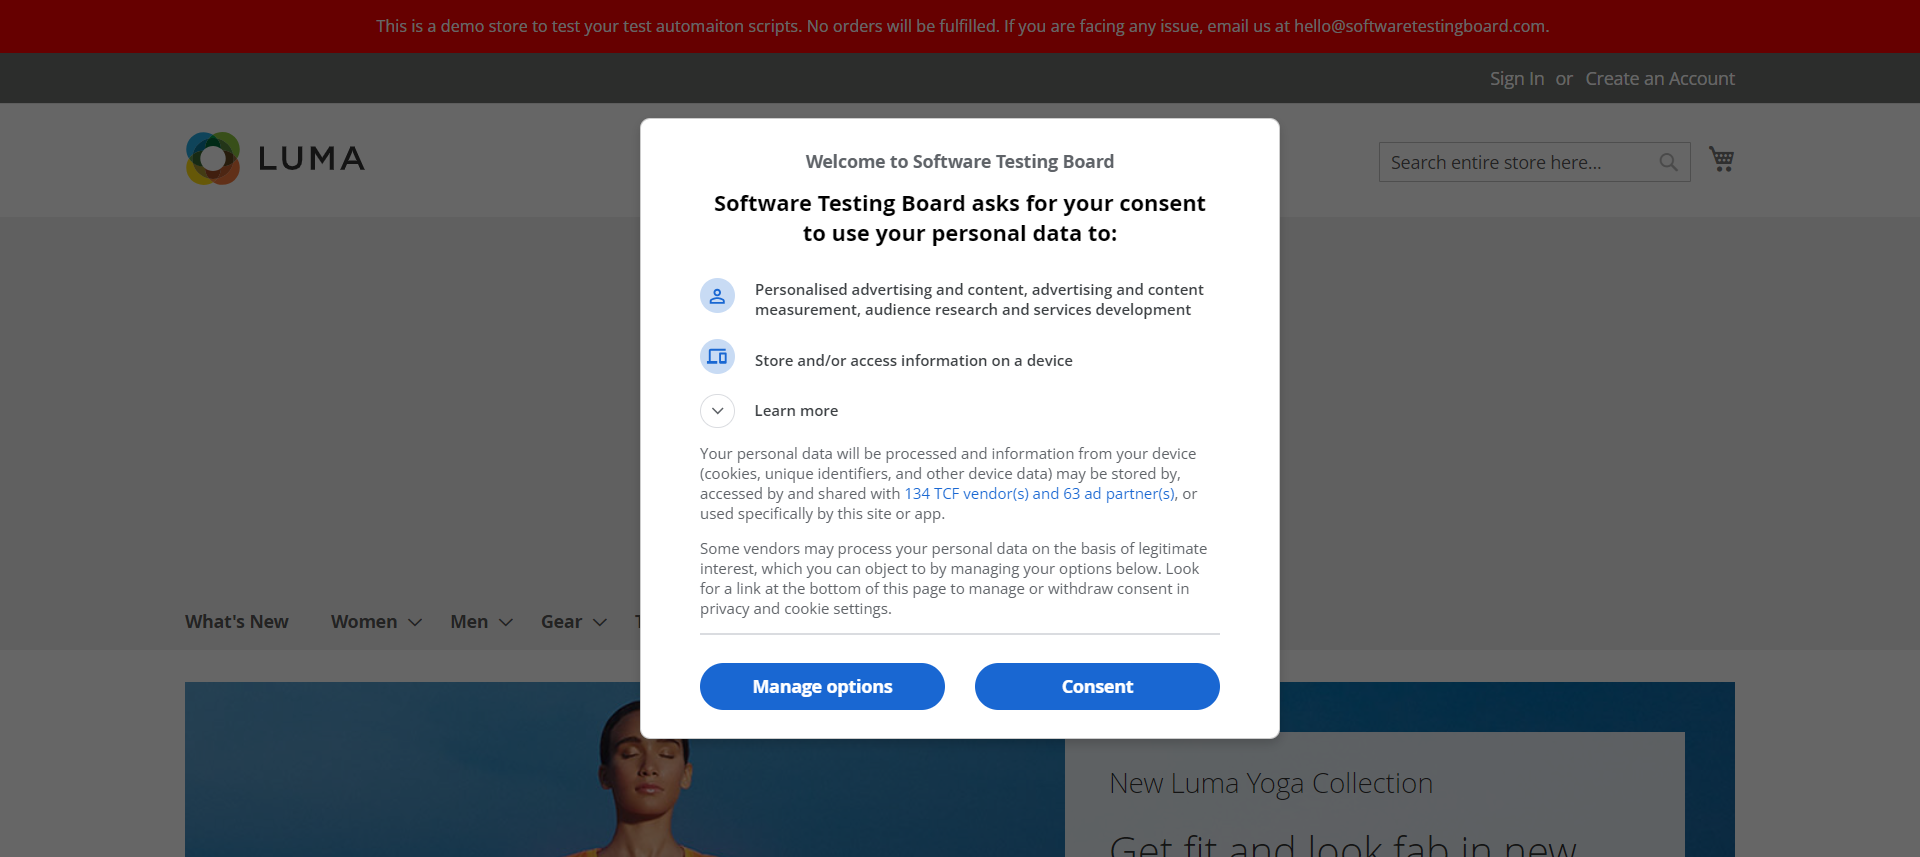 This is a demo store to test your test automaiton scripts. No orders will be fulfilled. If you are facing any issue, email us at hello@softwaretestingboard.com.
Sign In or Create an Account
LUMA
Search entire store here...
Welcome to Software Testing Board
Software Testing Board asks for your consent
to use your personal data to:
Personalised advertising and content, advertising and content
measurement, audience research and services development
Store and/or access information on a device
Learn more
Your personal data will be processed and information from your device
(cookies, unique identifiers, and other device data) may be stored by,
accessed by and shared with 134 TCF vendor(s) and 63 ad partner(s), or
used specifically by this site or app.
Some vendors may process your personal data on the basis of legitimate
interest, which you can object to by managing your options below. Look
for a link at the bottom of this page to manage or withdraw consent in
privacy and cookie settings.
What's New Women Men Gear
Manage options Consent
New Luma Yoga Collection
Get fit and look fab in new